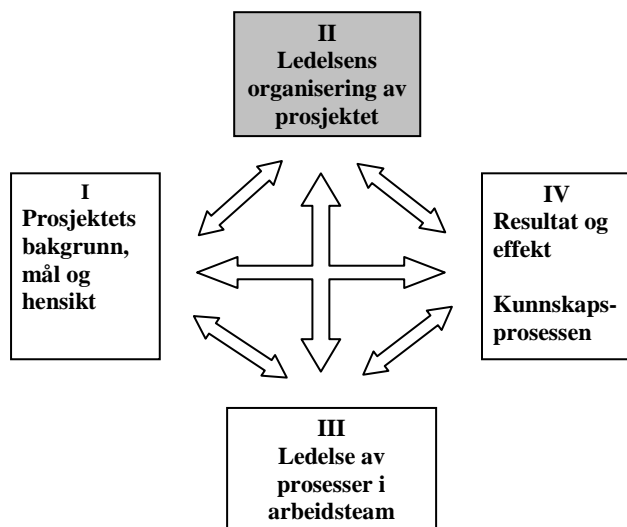 II
Ledelsens
organisering av
prosjektet
I
Prosjektets
bakgrunn,
mål og
hensikt
IV
Resultat og
effekt
Kunnskaps-
prosessen
III
Ledelse av
prosesser i
arbeidsteam